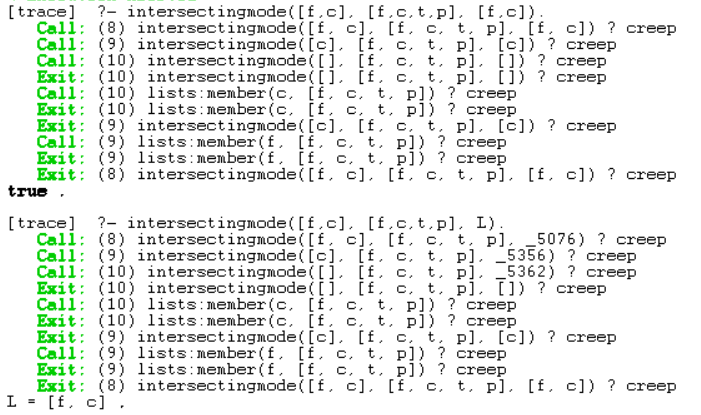 [trace]  ?- intersectingmode([f,c], [f,c,t,p], [f,c]).
Call: (8) intersectingmode([f, c], [f, c, t, p], [f, c]) ? creep
Call: (9) intersectingmode([c], [f, c, t, p], [c]) ? creep
Call: (10) intersectingmode([], [f, c, t, p], []) ? creep
Exit: (10) intersectingmode([], [f, c, t, p], []) ? creep
Call: (10) lists:member(c, [f, c, t, p]) ? creep
Exit: (10) lists:member(c, [f, c, t, p]) ? creep
Exit: (9) intersectingmode([c], [f, c, t, p], [c]) ? creep
Call: (9) lists:member(f, [f, c, t, p]) ? creep
Exit: (9) lists:member(f, [f, c, t, p]) ? creep
Exit: (8) intersectingmode([f, c], [f, c, t, p], [f, c]) ? creep
true .
[trace]  ?- intersectingmode([f,c], [f,c,t,p], L).
Call: (8) intersectingmode([f, c], [f, c, t, p], _5076) ? creep
Call: (9) intersectingmode([c], [f, c, t, p], _5356) ? creep
Call: (10) intersectingmode([], [f, c, t, p], _5362) ? creep
Exit: (10) intersectingmode([], [f, c, t, p], []) ? creep
Call: (10) lists:member(c, [f, c, t, p]) ? creep
Exit: (10) lists:member(c, [f, c, t, p]) ? creep
Exit: (9) intersectingmode([c], [f, c, t, p], [c]) ? creep
Call: (9) lists:member(f, [f, c, t, p]) ? creep
Exit: (9) lists:member(f, [f, c, t, p]) ? creep
Exit: (8) intersectingmode([f, c], [f, c, t, p], [f, c]) ? creep
L = [f, c] .